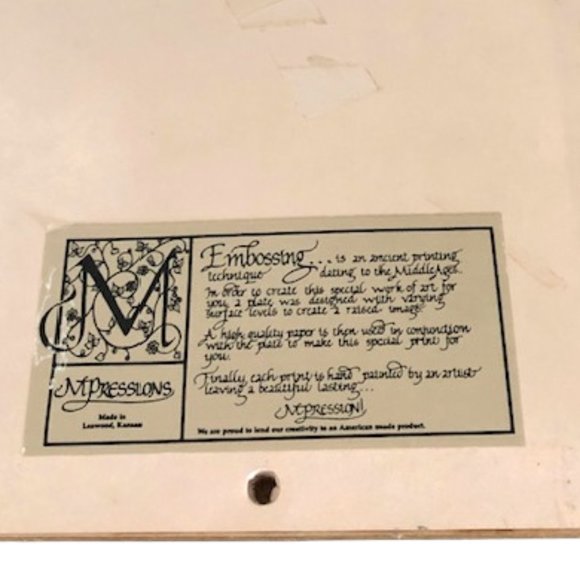 M
MPRESSIONS
Made in
Leawood, Kansas
Embossing... is an ancient printing
technique dating to the Middle Ages.
In order to create this special work of art for
you, a plate was designed with varying
surface levels to create a raised image.
A high quality paper is then used in conjunction
with the plate to make this special print for
you.
Finally, each print is hand painted by an artist
leaving a beautiful lasting...
MPRESSION!
We are proud to lend our creativity to an American made product.